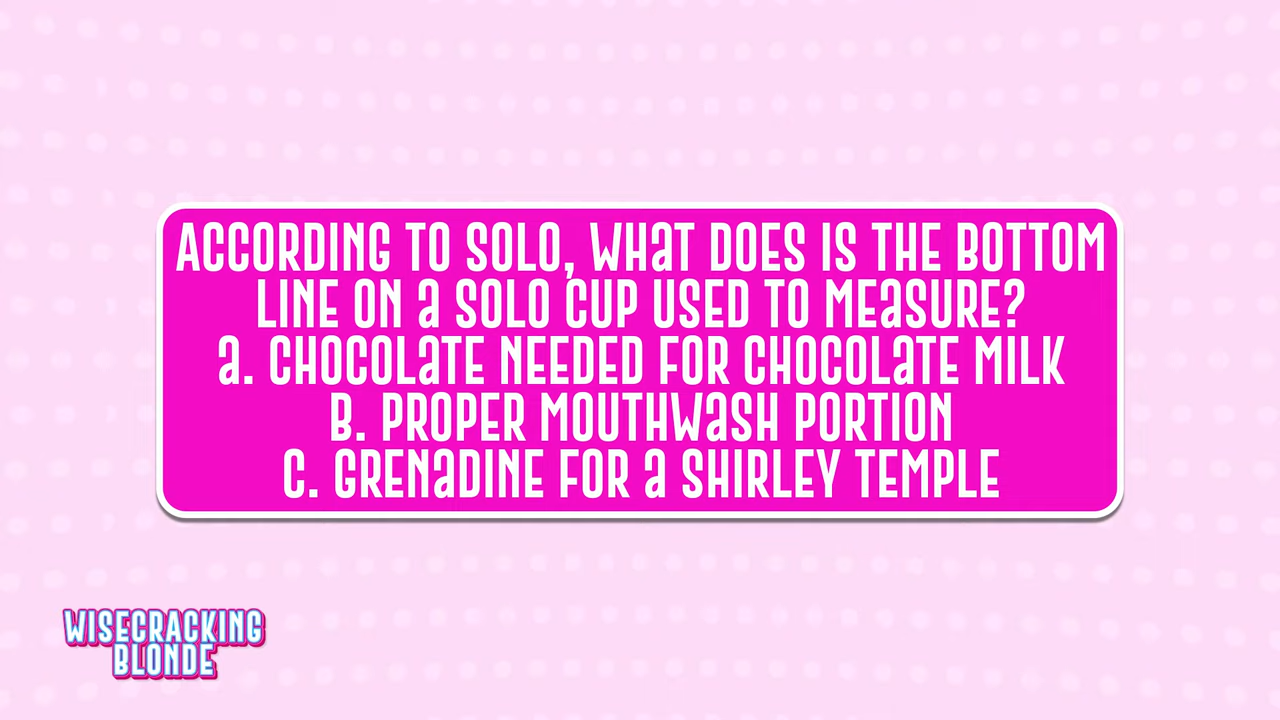 ACCORDING TO SOLO, WHAT DOES IS THE BOTTOM
LINE ON A SOLO CUP USED TO MEASURE?
A. CHOCOLATE NEEDED FOR CHOCOLATE MILK
B. PROPER MOUTHWASH PORTION
C. GRENADINE FOR A SHIRLEY TEMPLE
WISECRACKING
BLONDE